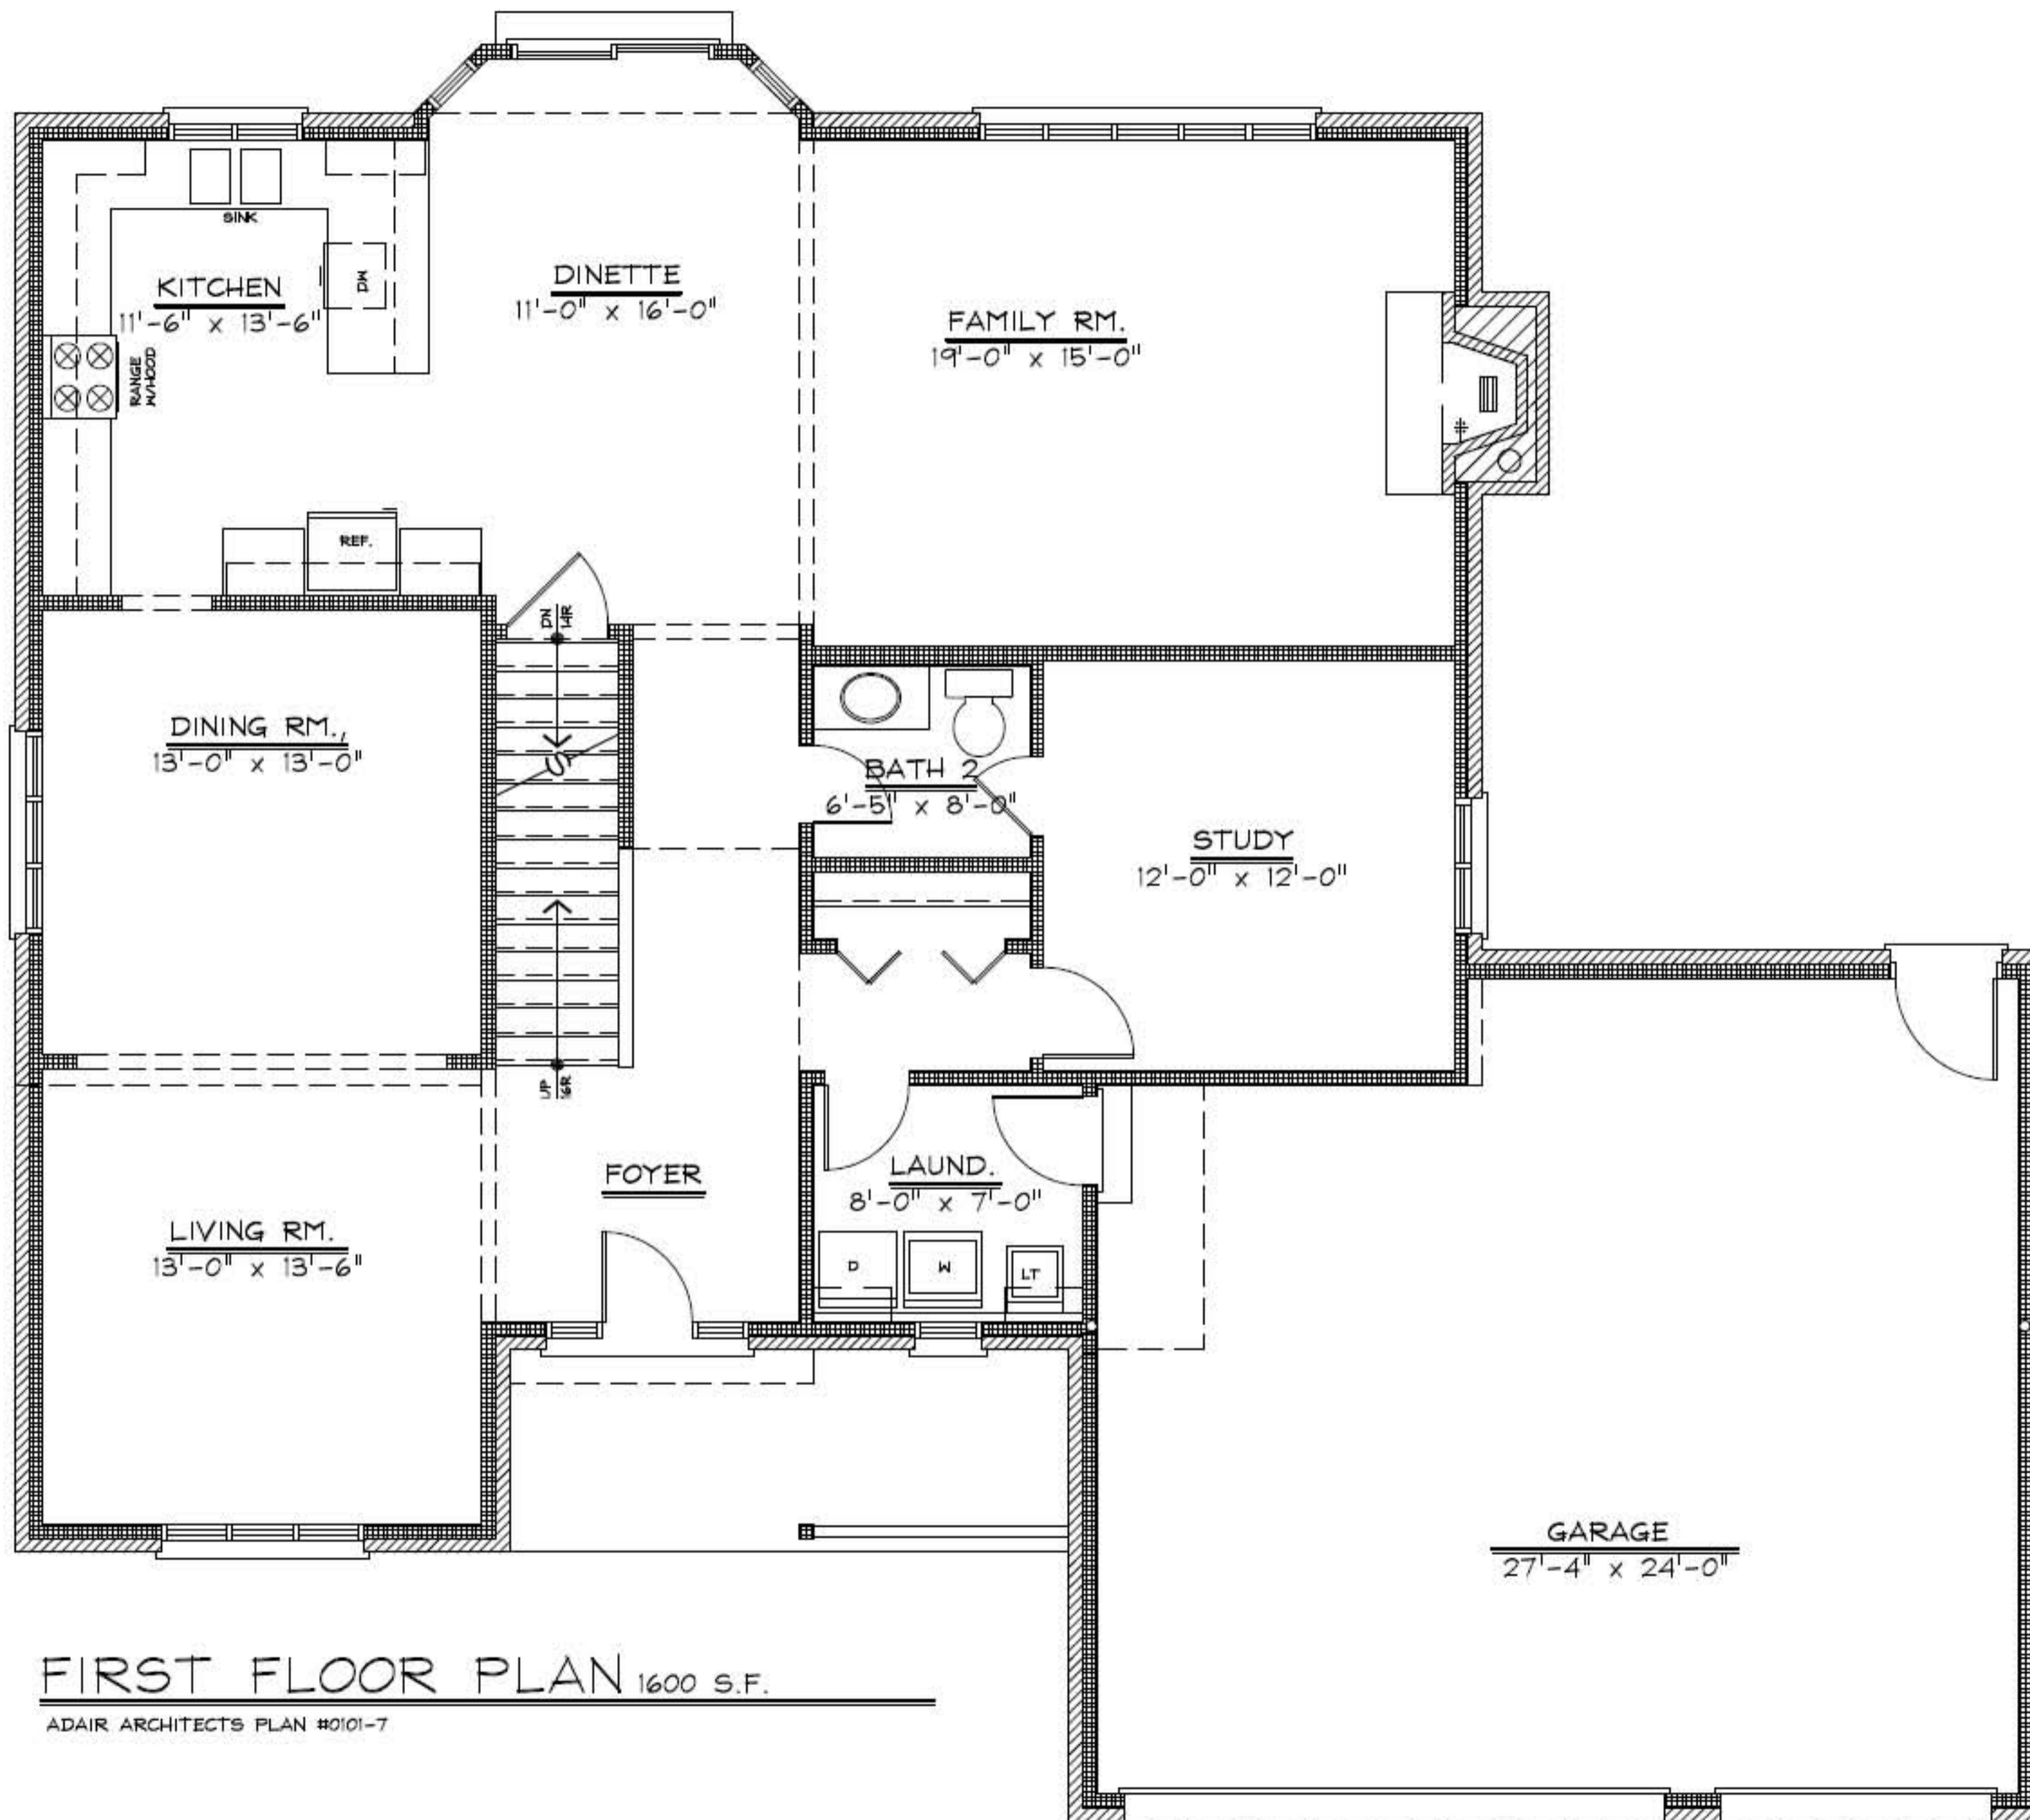 SINK
KITCHEN
11'-6" x 13'-6"
DW
RANGE
W/HOOD
REF.
DINETTE
11'-0" x 16'-0"
FAMILY RM.
19'-0" x 15'-0"
DN
14R
DINING RM.,
13'-0" x 13'-0"
BATH 2
6'-5" x 8'-0"
STUDY
12'-0" x 12'-0"
UP
16R
FOYER
LAUND.
8'-0" x 7'-0"
D
W
LT
LIVING RM.
13'-0" x 13'-6"
GARAGE
27'-4" x 24'-0"
FIRST FLOOR PLAN 1600 S.F.
ADAIR ARCHITECTS PLAN #0101-7